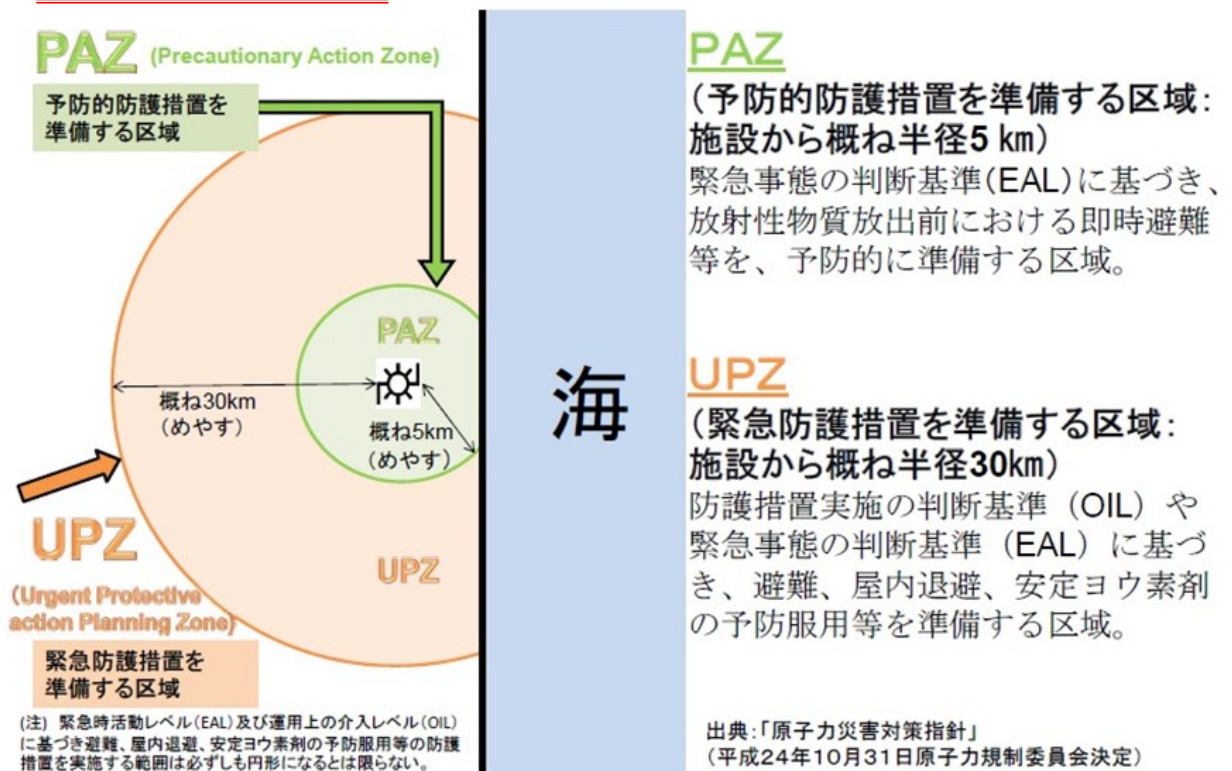 PAZ (Precautionary Action Zone)
予防的防護措置を
準備する区域
PAZ
概ね30km
(めやす)
概ね5km
(めやす)
UPZ
(Urgent Protective
action Planning Zone)
UPZ
緊急防護措置を
準備する区域
(注) 緊急時活動レベル(EAL)及び運用上の介入レベル(OIL)
に基づき避難、屋内退避、安定ヨウ素剤の予防服用等の防護
措置を実施する範囲は必ずしも円形になるとは限らない。
海
PAZ
(予防的防護措置を準備する区域:
施設から概ね半径5 km)
緊急事態の判断基準(EAL)に基づき、
放射性物質放出前における即時避難
等を、予防的に準備する区域。
UPZ
(緊急防護措置を準備する区域:
施設から概ね半径30km)
防護措置実施の判断基準(OIL)や
緊急事態の判断基準(EAL)に基づ
き、避難、屋内退避、安定ヨウ素剤
の予防服用等を準備する区域。
出典:「原子力災害対策指針」
(平成24年10月31日原子力規制委員会決定)